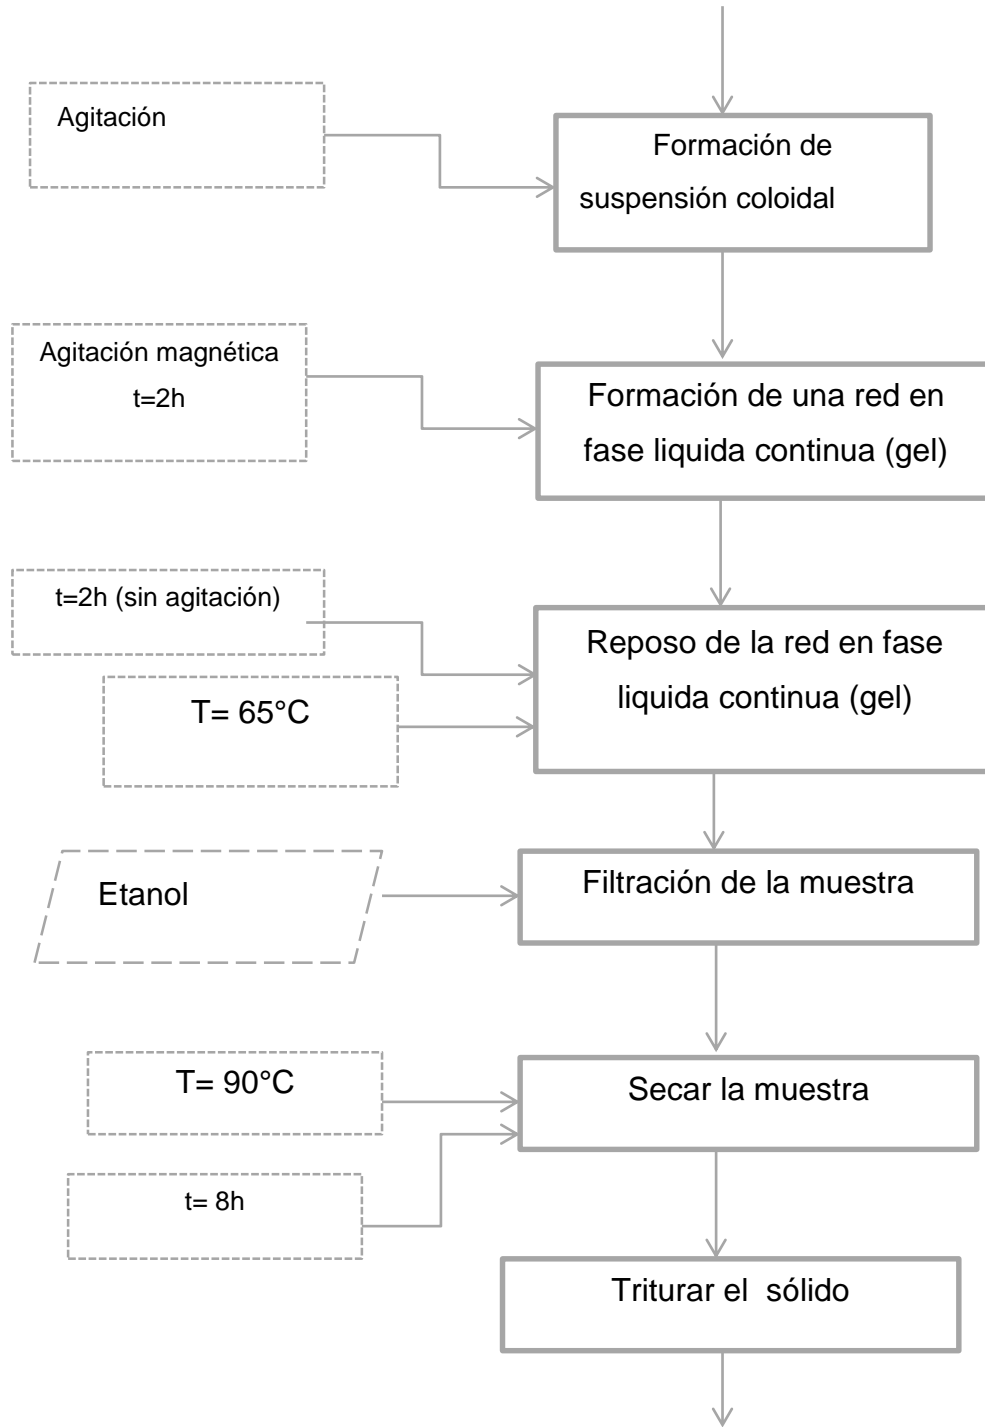 Agitación
Formación de
suspensión coloidal
Agitación magnética
t=2h
Formación de una red en
fase liquida continua (gel)
t=2h (sin agitación)
T= 65°C
Reposo de la red en fase
liquida continua (gel)
Etanol
Filtración de la muestra
T= 90°C
t= 8h
Secar la muestra
Triturar el sólido